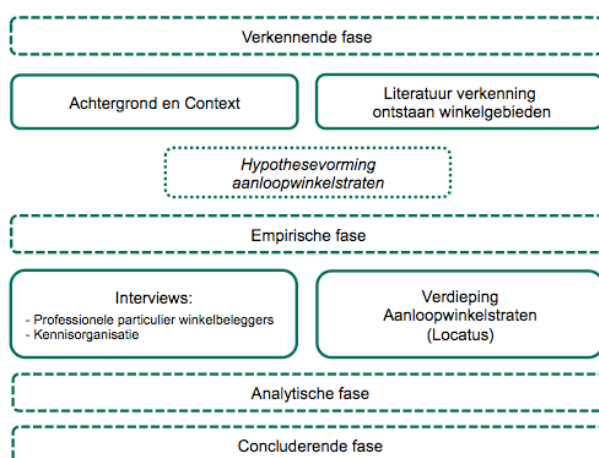 Verkennende fase
Achtergrond en Context
Literatuur verkenning
ontstaan winkelgebieden
Hypothesevorming
aanloopwinkelstraten
Empirische fase
Interviews:
- Professionele particulier winkelbeleggers
- Kennisorganisatie
Verdieping
Aanloopwinkelstraten
(Locatus)
Analytische fase
Concluderende fase